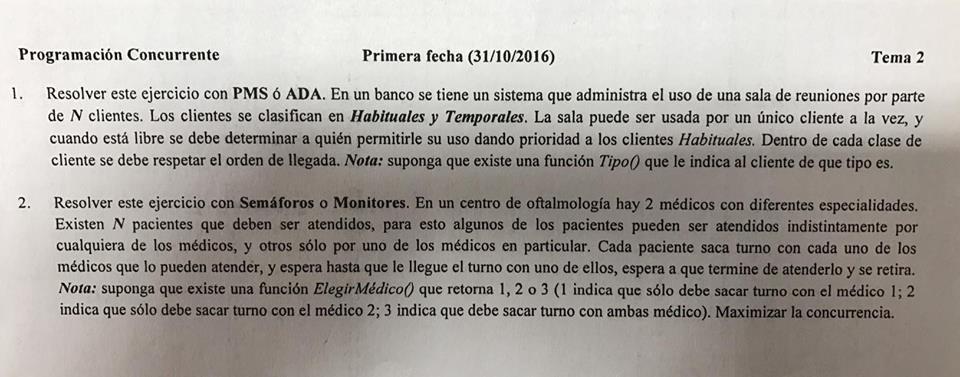 Programación Concurrente Primera fecha (31/10/2016) Tema 2
1. Resolver este ejercicio con PMS ó ADA. En un banco se tiene un sistema que administra el uso de una sala de reuniones por parte
de N clientes. Los clientes se clasifican en Habituales y Temporales. La sala puede ser usada por un único cliente a la vez, y
cuando está libre se debe determinar a quién permitirle su uso dando prioridad a los clientes Habituales. Dentro de cada clase de
cliente se debe respetar el orden de llegada. Nota: suponga que existe una función Tipo() que le indica al cliente de que tipo es.
2. Resolver este ejercicio con Semáforos o Monitores. En un centro de oftalmología hay 2 médicos con diferentes especialidades.
Existen N pacientes que deben ser atendidos, para esto algunos de los pacientes pueden ser atendidos indistintamente por
cualquiera de los médicos, y otros sólo por uno de los médicos en particular. Cada paciente saca turno con cada uno de los
médicos que lo pueden atender, y espera hasta que le llegue el turno con uno de ellos, espera a que termine de atenderlo y se retira.
Nota: suponga que existe una función ElegirMédico() que retorna 1, 2 o 3 (1 indica que sólo debe sacar turno con el médico 1; 2
indica que sólo debe sacar turno con el médico 2; 3 indica que debe sacar turno con ambas médico). Maximizar la concurrencia.